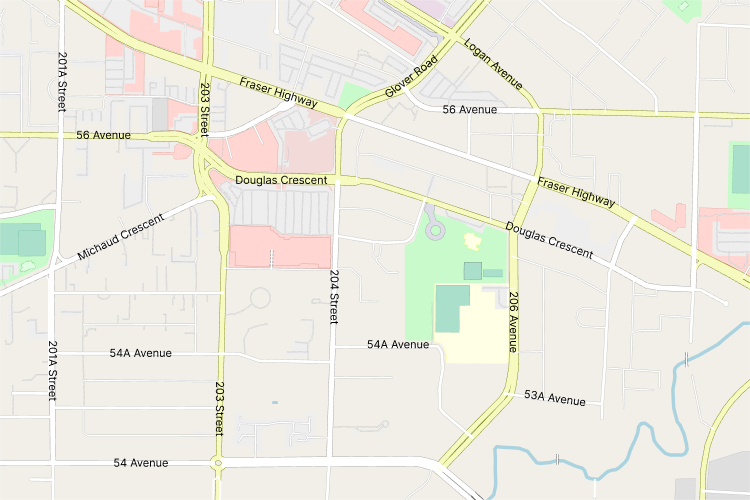 201A Street
203 Street
Fraser Highway
Glover Road
Logan Avenue
56 Avenue
56 Avenue
Douglas Crescent
Fraser Highway
Michaud Crescent
Douglas Crescent
204 Street
206 Avenue
54A Avenue
54A Avenue
201A Street
203 Street
53A Avenue
54 Avenue